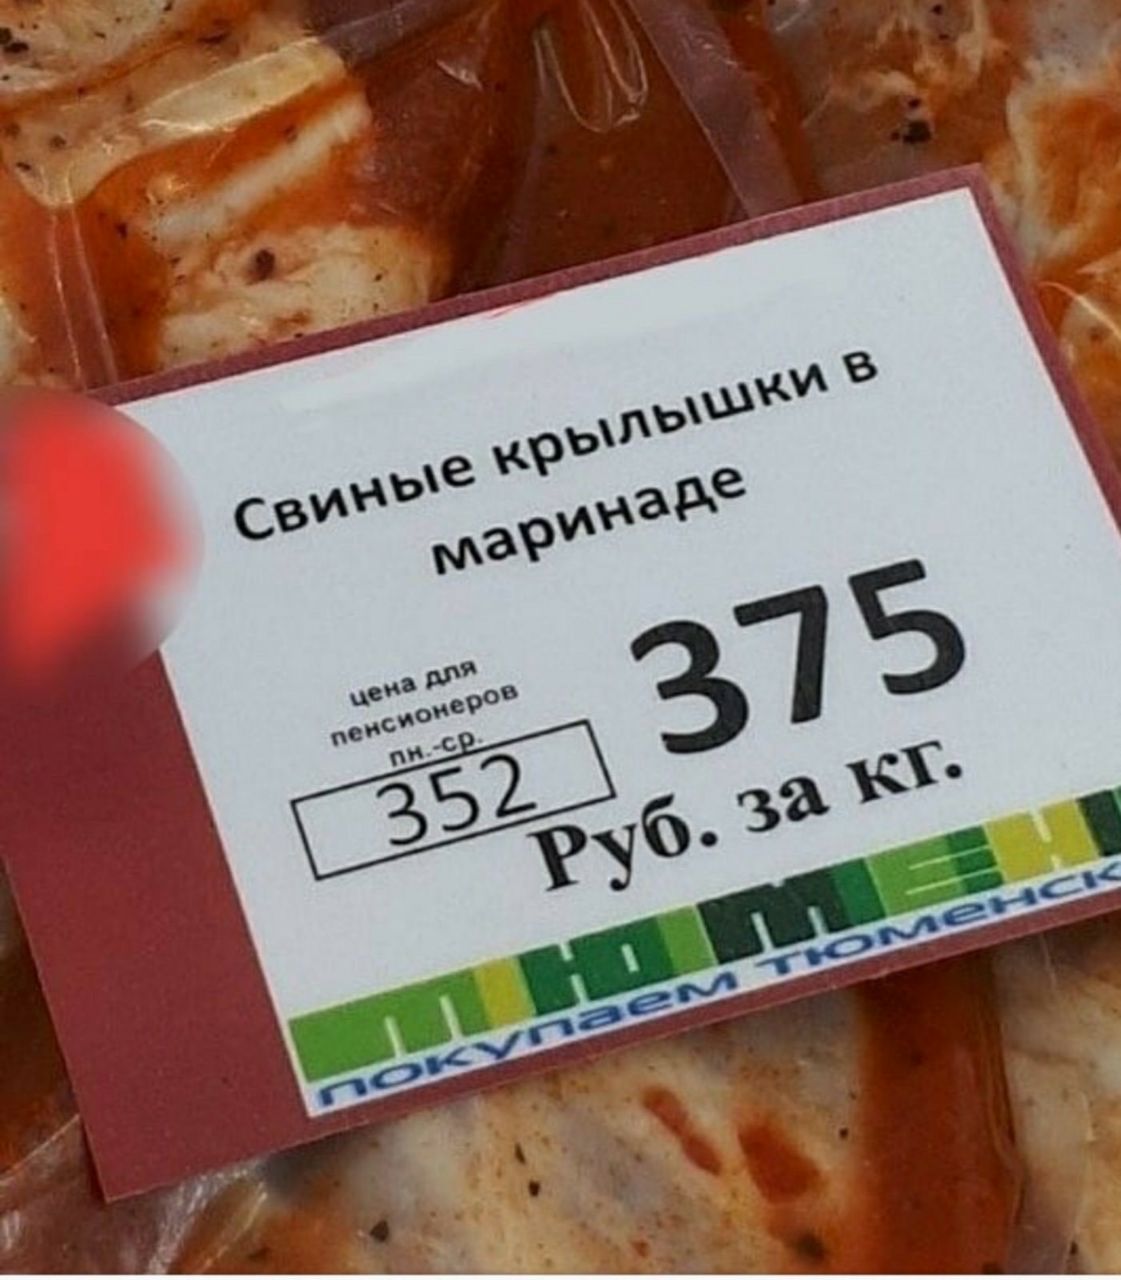 Свиные крылышки в
маринаде
цена для
пенсионеров
пн.-ср.
352
375
Руб. за кг.
ПОКУПАЕМ ТЮМЕНСК